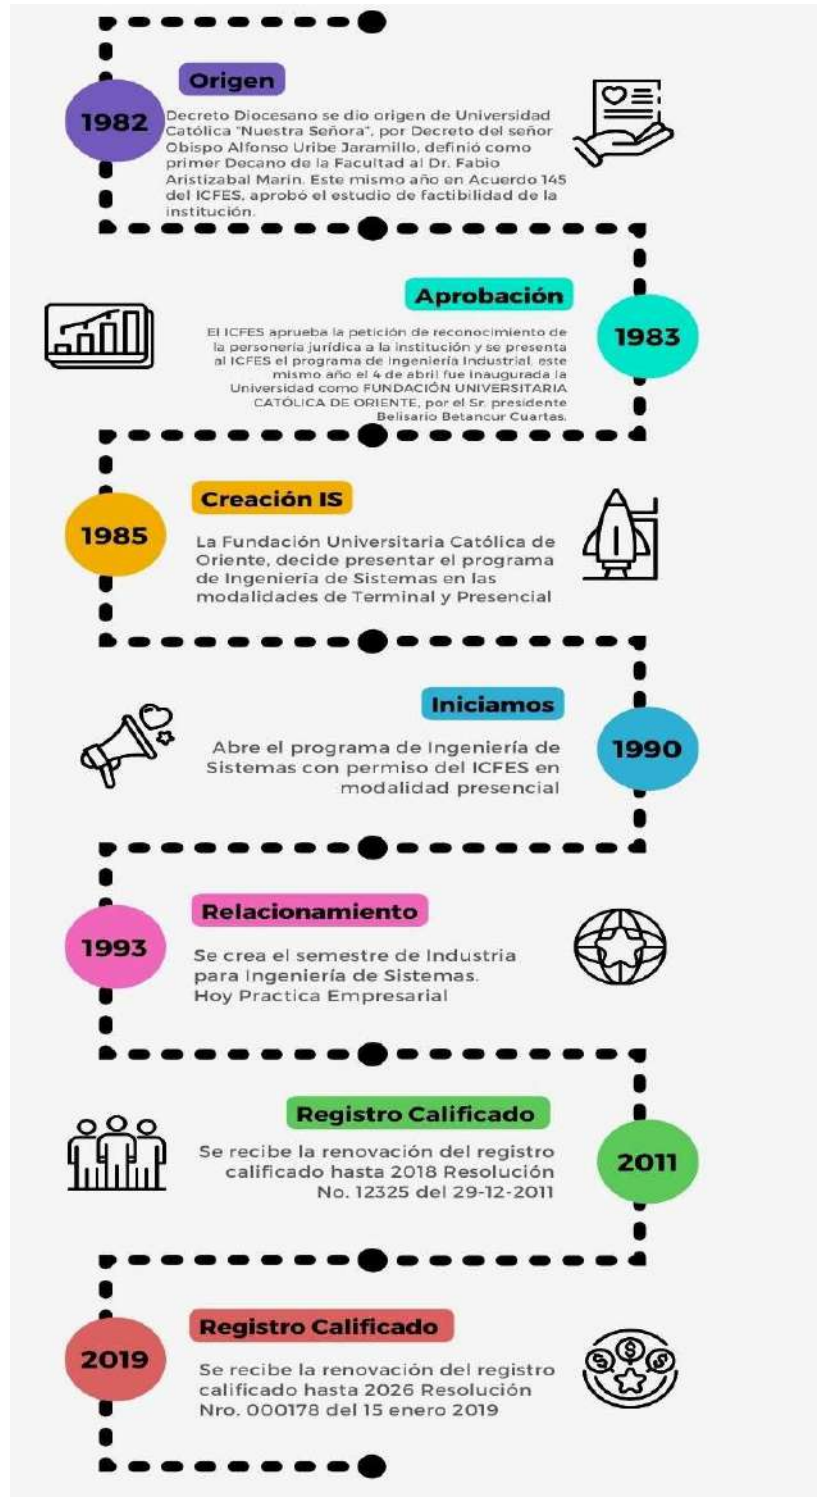 Origen
1982
Decreto Diocesano se dio origen de Universidad
Católica "Nuestra Señora", por Decreto del señor
Obispo Alfonso Uribe Jaramillo, definió como
primer Decano de la Facultad al Dr. Fabio
Aristizabal Marin. Este mismo año en Acuerdo 145
del ICFES, aprobó el estudio de factibilidad de la
institución.
Aprobación
1983
El ICFES aprueba la petición de reconocimiento de
la personería jurídica a la institución y se presenta
al ICFES el programa de Ingeniería Industrial, este
mismo año el 4 de abril fue inaugurada la
Universidad como FUNDACIÓN UNIVERSITARIA
CATÓLICA DE ORIENTE, por el Sr. presidente
Belisario Betancur Cuartas.
Creación IS
1985
La Fundación Universitaria Católica de
Oriente, decide presentar el programa
de Ingeniería de Sistemas en las
modalidades de Terminal y Presencial
Iniciamos
1990
Abre el programa de Ingeniería de
Sistemas con permiso del ICFES en
modalidad presencial
Relacionamiento
1993
Se crea el semestre de Industria
para Ingeniería de Sistemas.
Hoy Practica Empresarial
Registro Calificado
2011
Se recibe la renovación del registro
calificado hasta 2018 Resolución
No. 12325 del 29-12-2011
Registro Calificado
2019
Se recibe la renovación del registro
calificado hasta 2026 Resolución
Nro. 000178 del 15 enero 2019